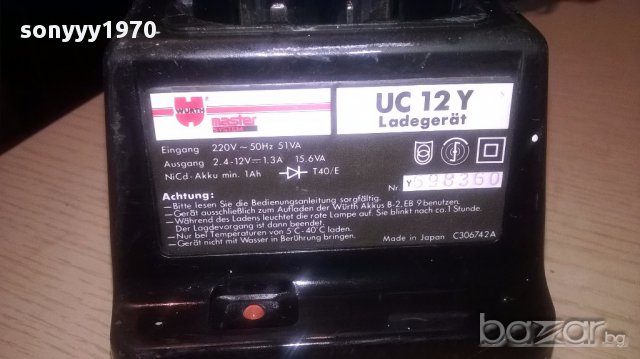 sonyyy1970
WÜRTH
master
SYSTEM
UC 12 Y
Ladegerät
Eingang 220V ~ 50Hz 51VA
Ausgang 2.4-12V 1.3A 15.6VA
NiCd-Akku min. 1Ah T40/E
Nr. Y
Achtung:
– Bitte lesen Sie die Bedienungsanleitung sorgfältig.
– Gerät ausschließlich zum Aufladen der Würth Akkus B-2, EB 9 benutzen.
– Während des Ladens leuchtet die rote Lampe auf. Sie blinkt nach ca. 1 Stunde.
Der Ladevorgang ist dann beendet.
– Nur bei Temperaturen von 5°C-40°C laden.
– Gerät nicht mit Wasser in Berührung bringen.
Made in Japan C306742A
bazar.bg